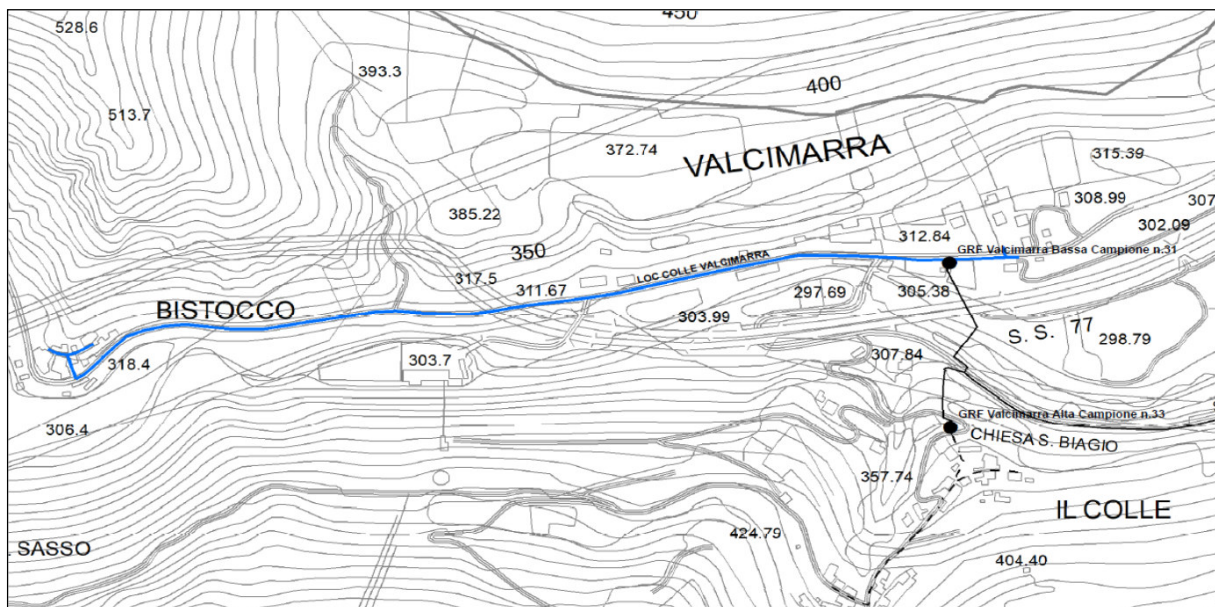 450
528.6
393.3
400
513.7
372.74
VALCIMARRA
315.39
308.99
307
302.09
385.22
312.84
350
GRF Valcimarra Bassa Campione n.31
317.5
LOC COLLE VALCIMARRA
311.67
297.69
305.38
BISTOCCO
303.99
S. S. 77
298.79
318.4
303.7
307.84
306.4
GRF Valcimarra Alta Campione n.33
CHIESA S. BIAGIO
357.74
IL COLLE
424.79
SASSO
404.40